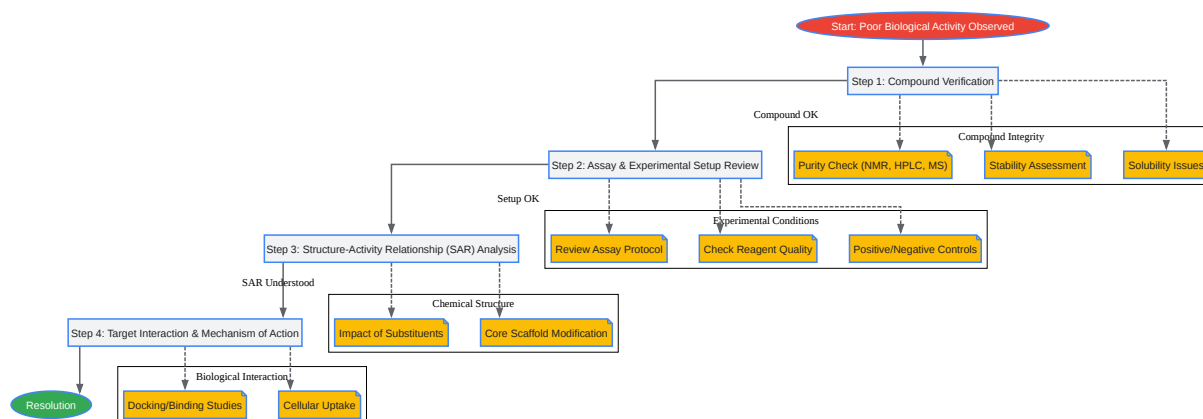 Start: Poor Biological Activity Observed
Step 1: Compound Verification
Compound OK
Compound Integrity
Purity Check (NMR, HPLC, MS)
Stability Assessment
Solubility Issues
Step 2: Assay & Experimental Setup Review
Setup OK
Experimental Conditions
Review Assay Protocol
Check Reagent Quality
Positive/Negative Controls
Step 3: Structure-Activity Relationship (SAR) Analysis
SAR Understood
Chemical Structure
Impact of Substituents
Core Scaffold Modification
Step 4: Target Interaction & Mechanism of Action
Biological Interaction
Resolution
Docking/Binding Studies
Cellular Uptake